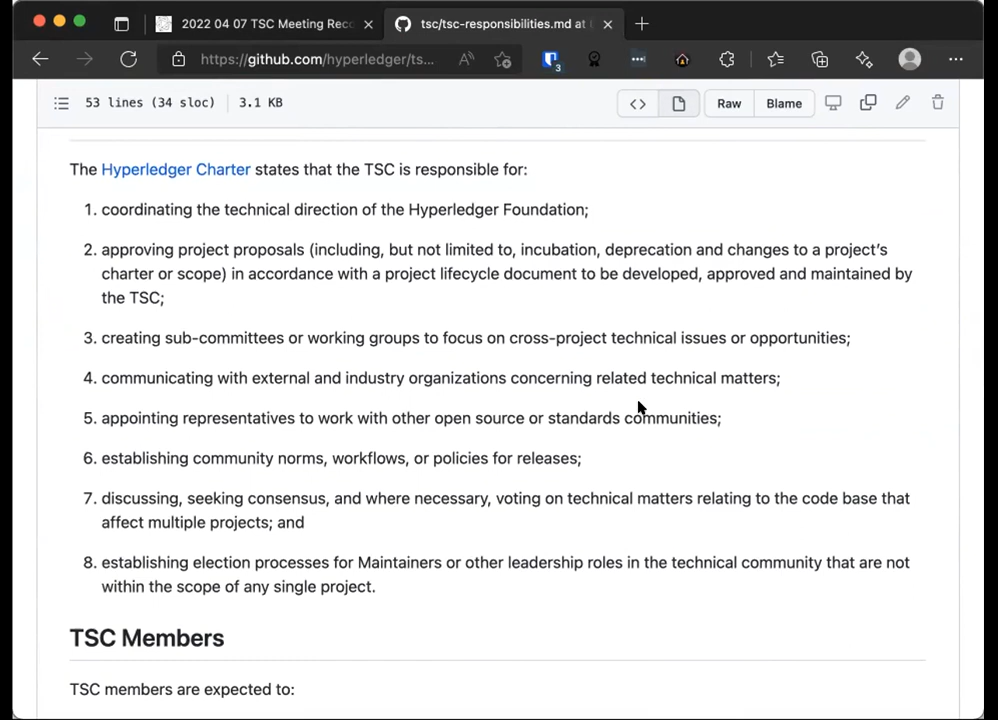 2022 04 07 TSC Meeting Reco
tsc/tsc-responsibilities.md at
https://github.com/hyperledger/ts...
3
53 lines (34 sloc) 3.1 KB
Raw Blame
The Hyperledger Charter states that the TSC is responsible for:
1. coordinating the technical direction of the Hyperledger Foundation;
2. approving project proposals (including, but not limited to, incubation, deprecation and changes to a project's
charter or scope) in accordance with a project lifecycle document to be developed, approved and maintained by
the TSC;
3. creating sub-committees or working groups to focus on cross-project technical issues or opportunities;
4. communicating with external and industry organizations concerning related technical matters;
5. appointing representatives to work with other open source or standards communities;
6. establishing community norms, workflows, or policies for releases;
7. discussing, seeking consensus, and where necessary, voting on technical matters relating to the code base that
affect multiple projects; and
8. establishing election processes for Maintainers or other leadership roles in the technical community that are not
within the scope of any single project.
TSC Members
TSC members are expected to: